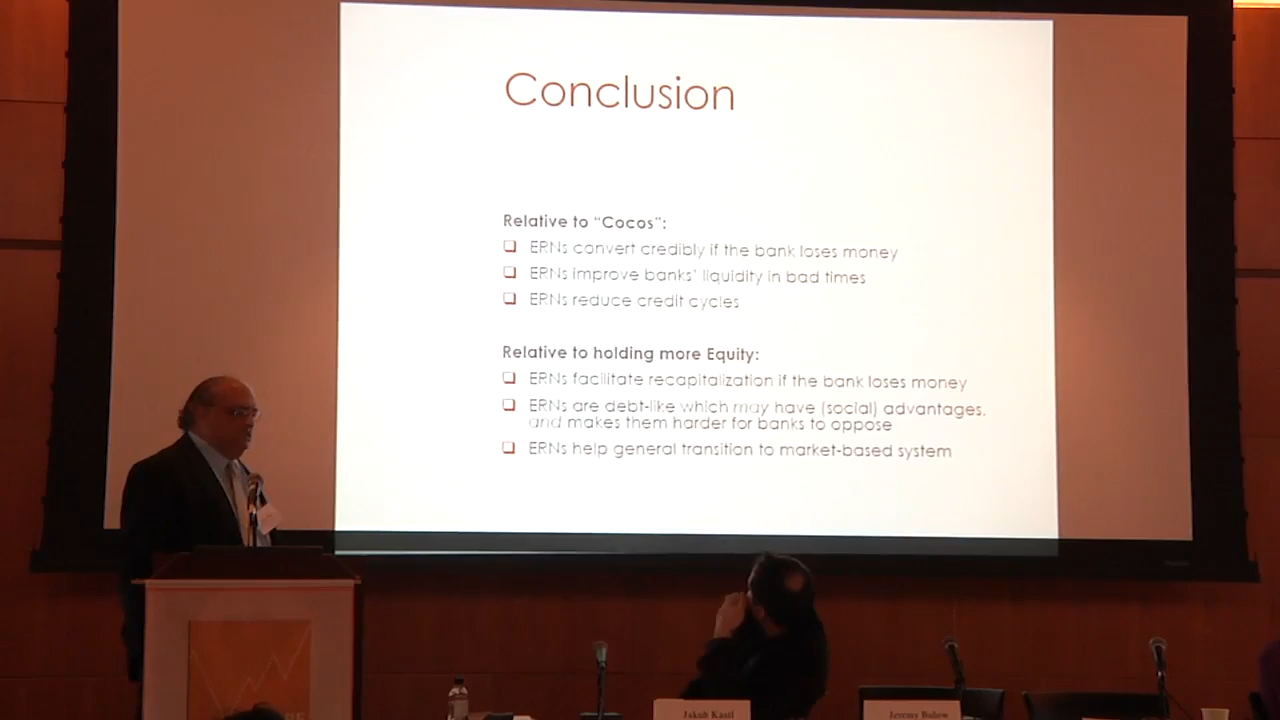 Conclusion
Relative to “Cocos”:
ERNs convert credibly if the bank loses money
ERNs improve banks’ liquidity in bad times
ERNs reduce credit cycles
Relative to holding more Equity:
ERNs facilitate recapitalization if the bank loses money
ERNs are debt-like which may have (social) advantages,
and makes them harder for banks to oppose
ERNs help general transition to market-based system
Jakub Kastl
Jeremy Bulow